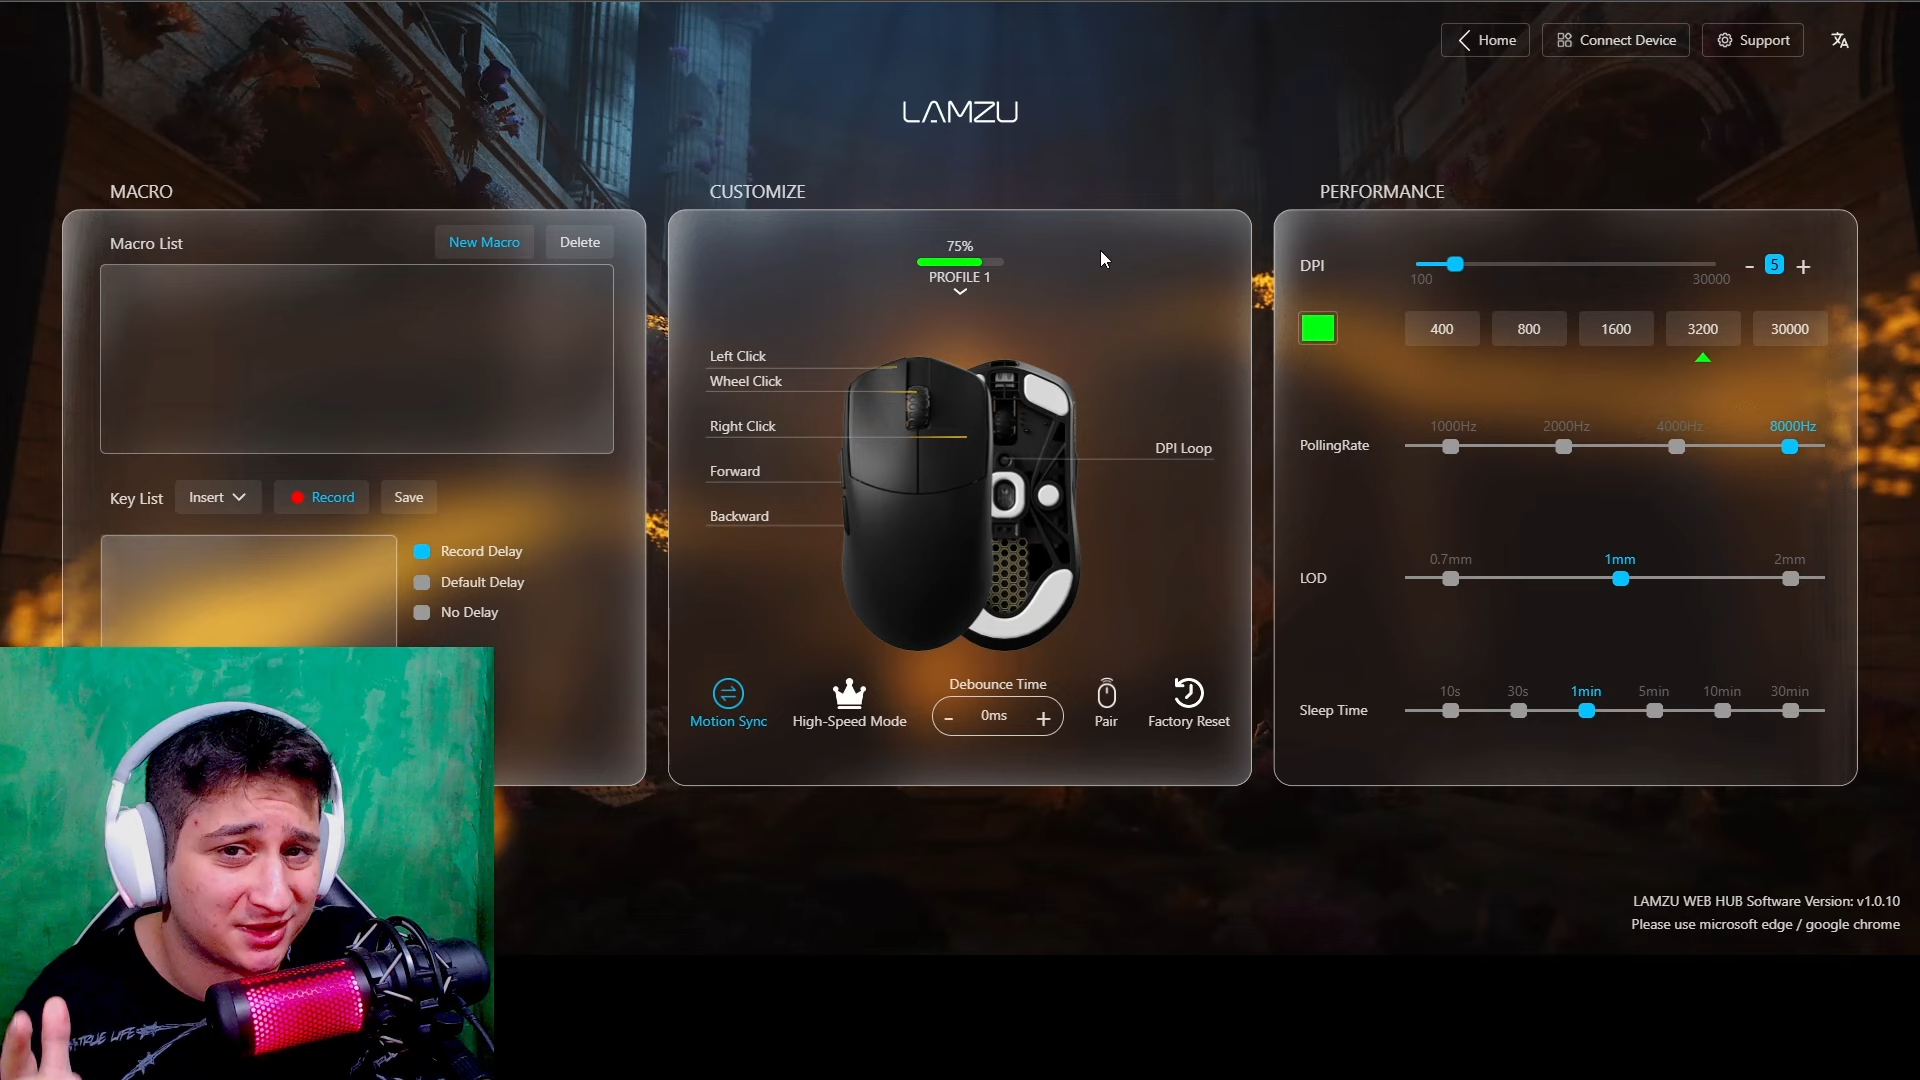 Home
Connect Device
Support
LAMZU
MACRO
Macro List
New Macro
Delete
Key List
Insert
Record
Save
Record Delay
Default Delay
No Delay
CUSTOMIZE
75%
PROFILE 1
Left Click
Wheel Click
Right Click
Forward
Backward
DPI Loop
Motion Sync
High-Speed Mode
Debounce Time
- 0ms +
Pair
Factory Reset
PERFORMANCE
DPI
100
30000
- 5 +
400 800 1600 3200 30000
PollingRate
1000Hz 2000Hz 4000Hz 8000Hz
LOD
0.7mm 1mm 2mm
Sleep Time
10s 30s 1min 5min 10min 30min
LAMZU WEB HUB Software Version: v1.0.10
Please use microsoft edge / google chrome
TRUE LIFE